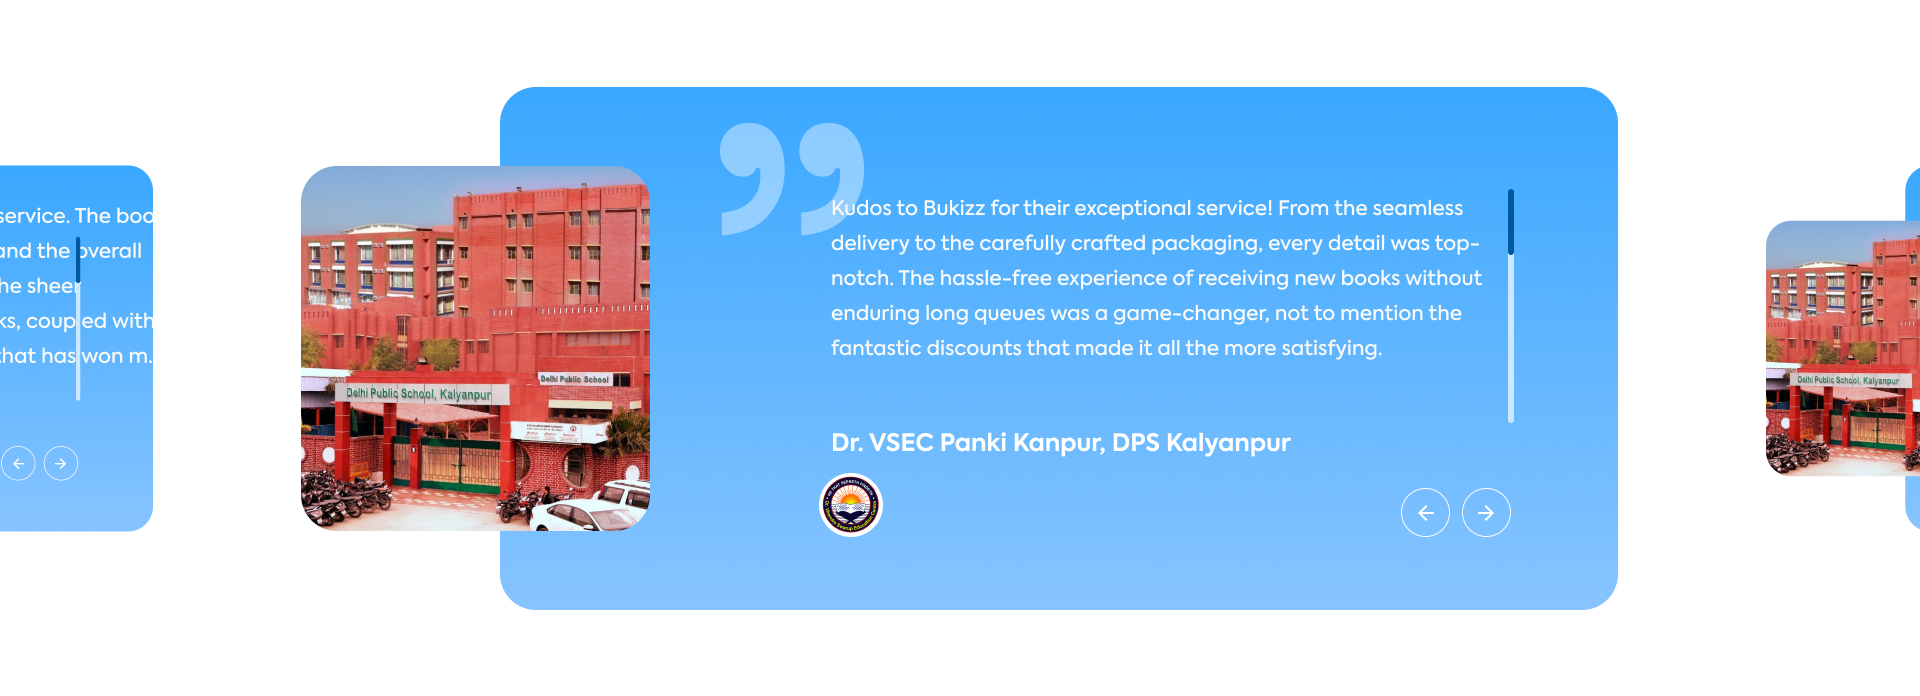 service. The boo
and the overall
he sheer
ks, coupled with
that has won m.
Delhi Public School
Delhi Public School, Kalyanpur
Kudos to Bukizz for their exceptional service! From the seamless
delivery to the carefully crafted packaging, every detail was top-
notch. The hassle-free experience of receiving new books without
enduring long queues was a game-changer, not to mention the
fantastic discounts that made it all the more satisfying.
Dr. VSEC Panki Kanpur, DPS Kalyanpur
Delhi Public School, Kalyanpur